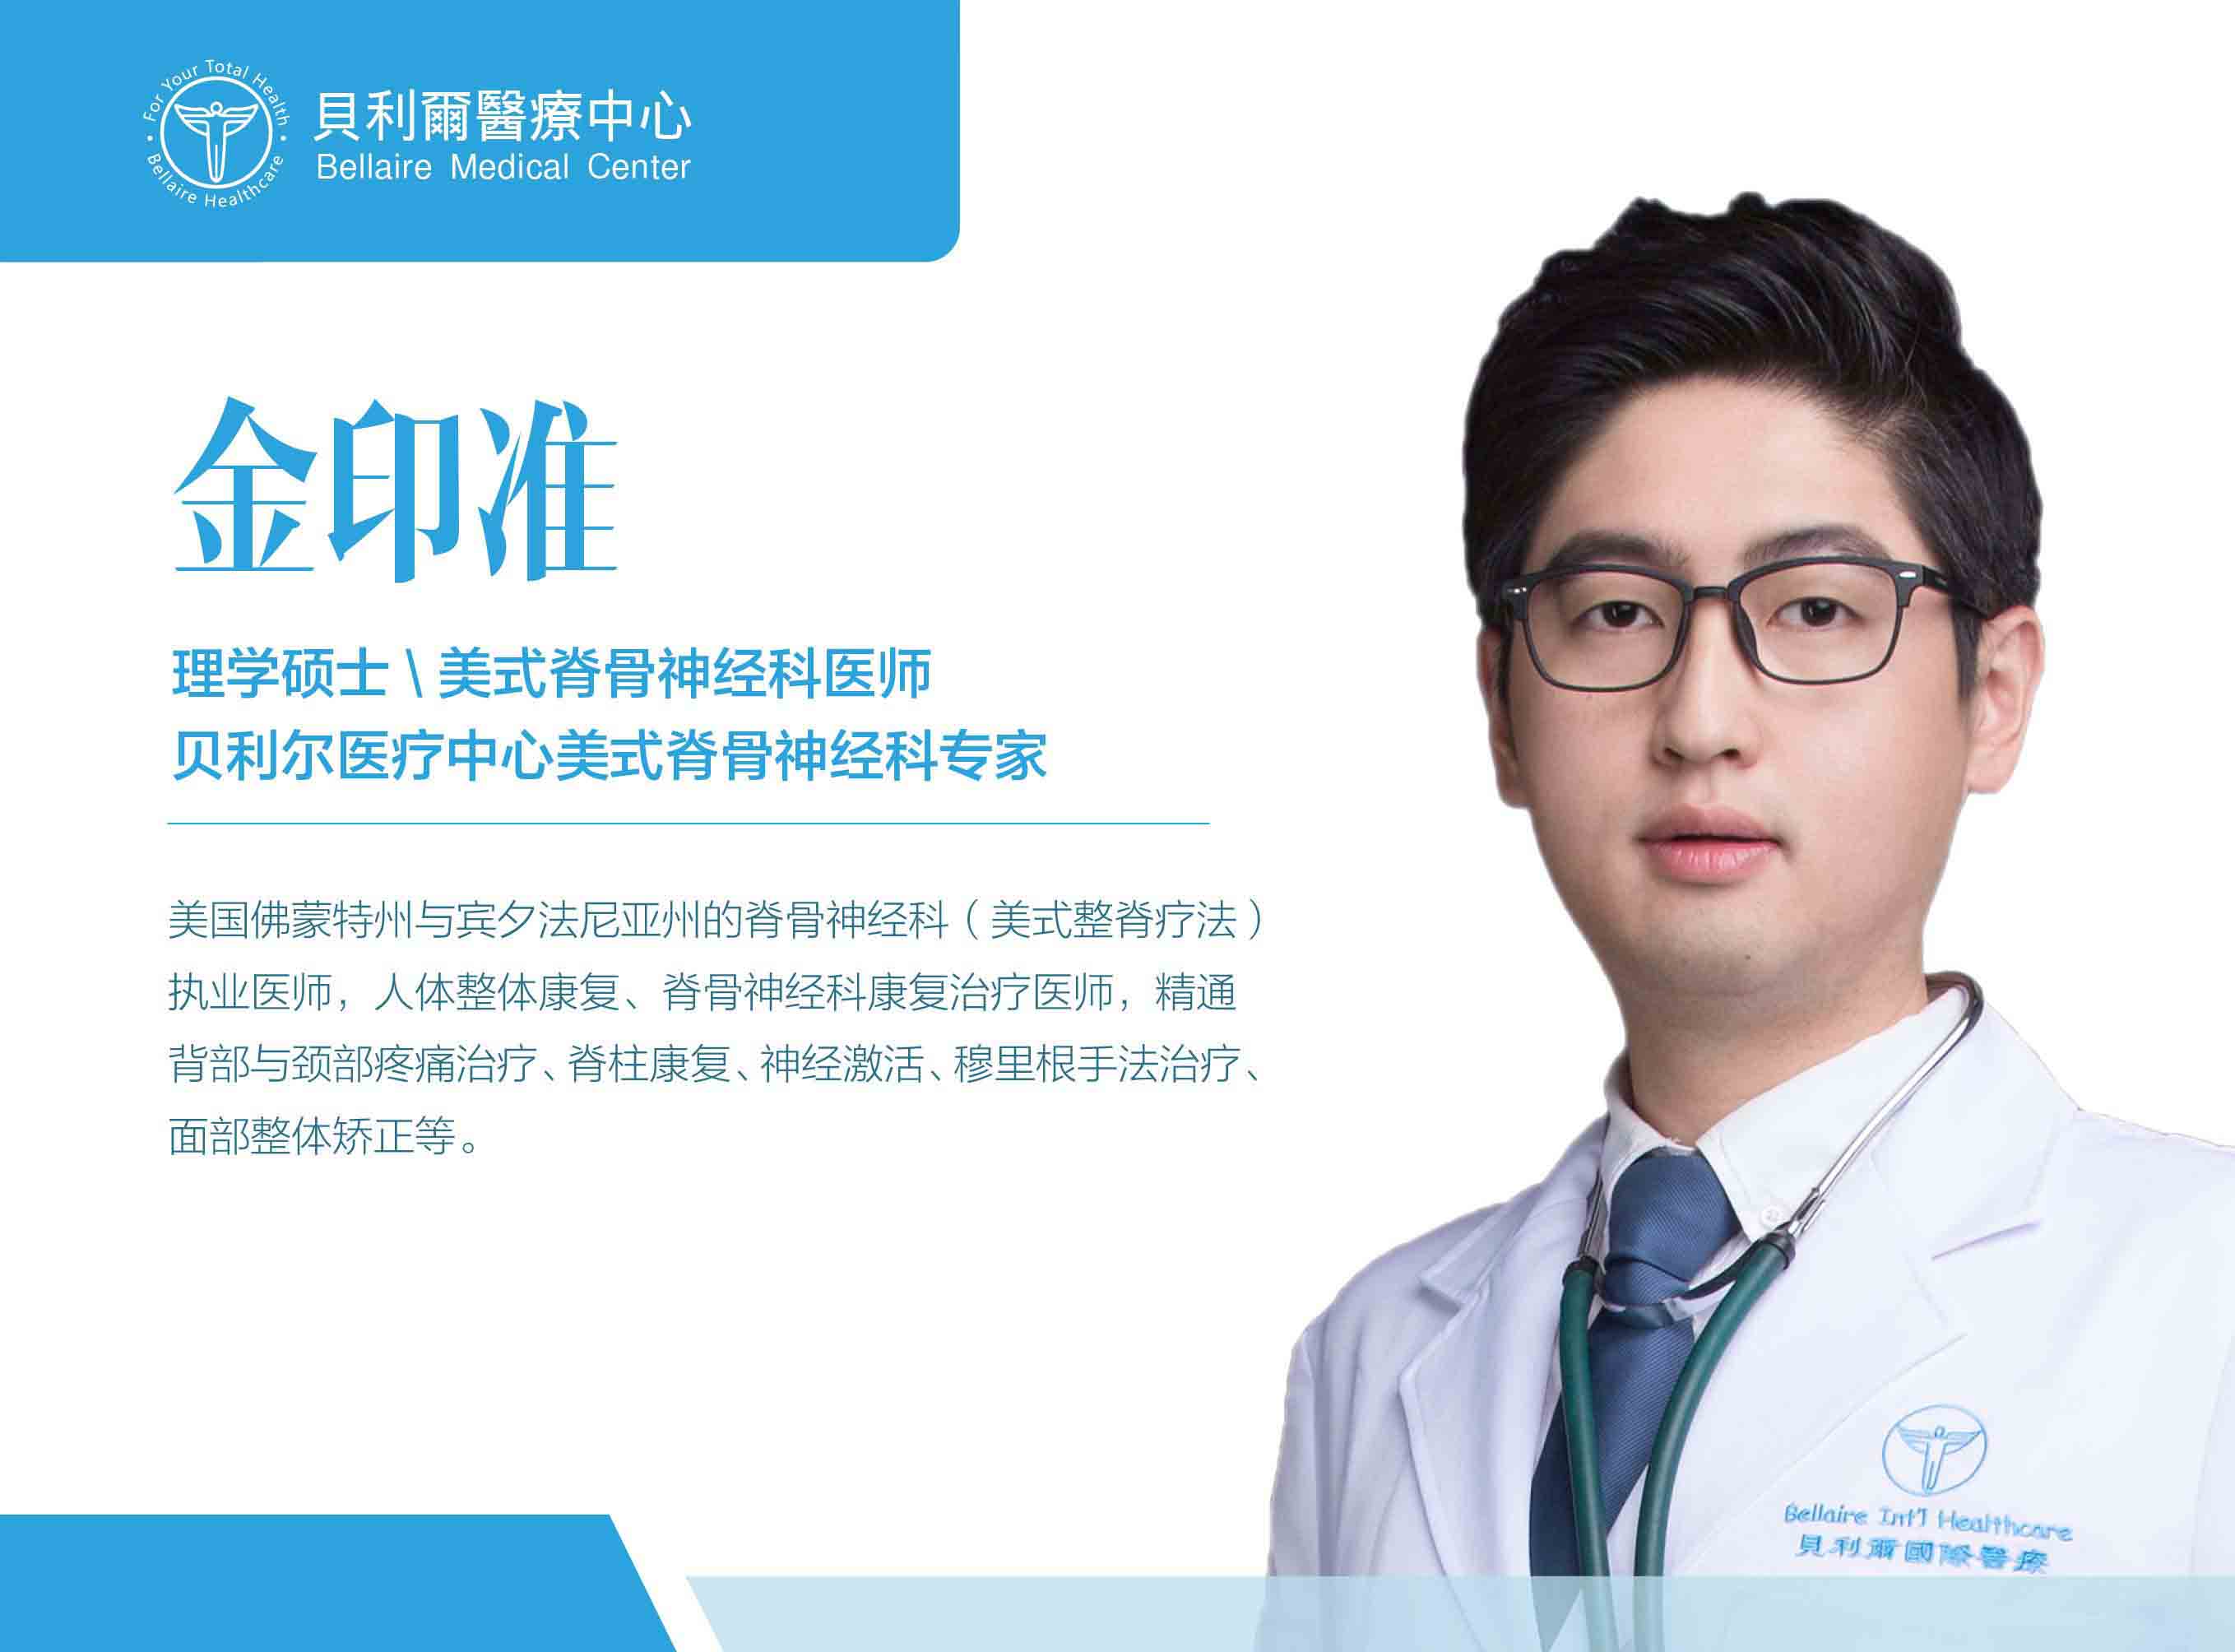 For Your Total Health
Bellaire Healthcare
貝利爾醫療中心
Bellaire Medical Center
金印准
理学硕士 \ 美式脊骨神经科医师
贝利尔医疗中心美式脊骨神经科专家
美国佛蒙特州与宾夕法尼亚州的脊骨神经科（美式整脊疗法）
执业医师，人体整体康复、脊骨神经科康复治疗医师，精通
背部与颈部疼痛治疗、脊柱康复、神经激活、穆里根手法治疗、
面部整体矫正等。
Bellaire Int'l Healthcare
貝利爾國際醫療